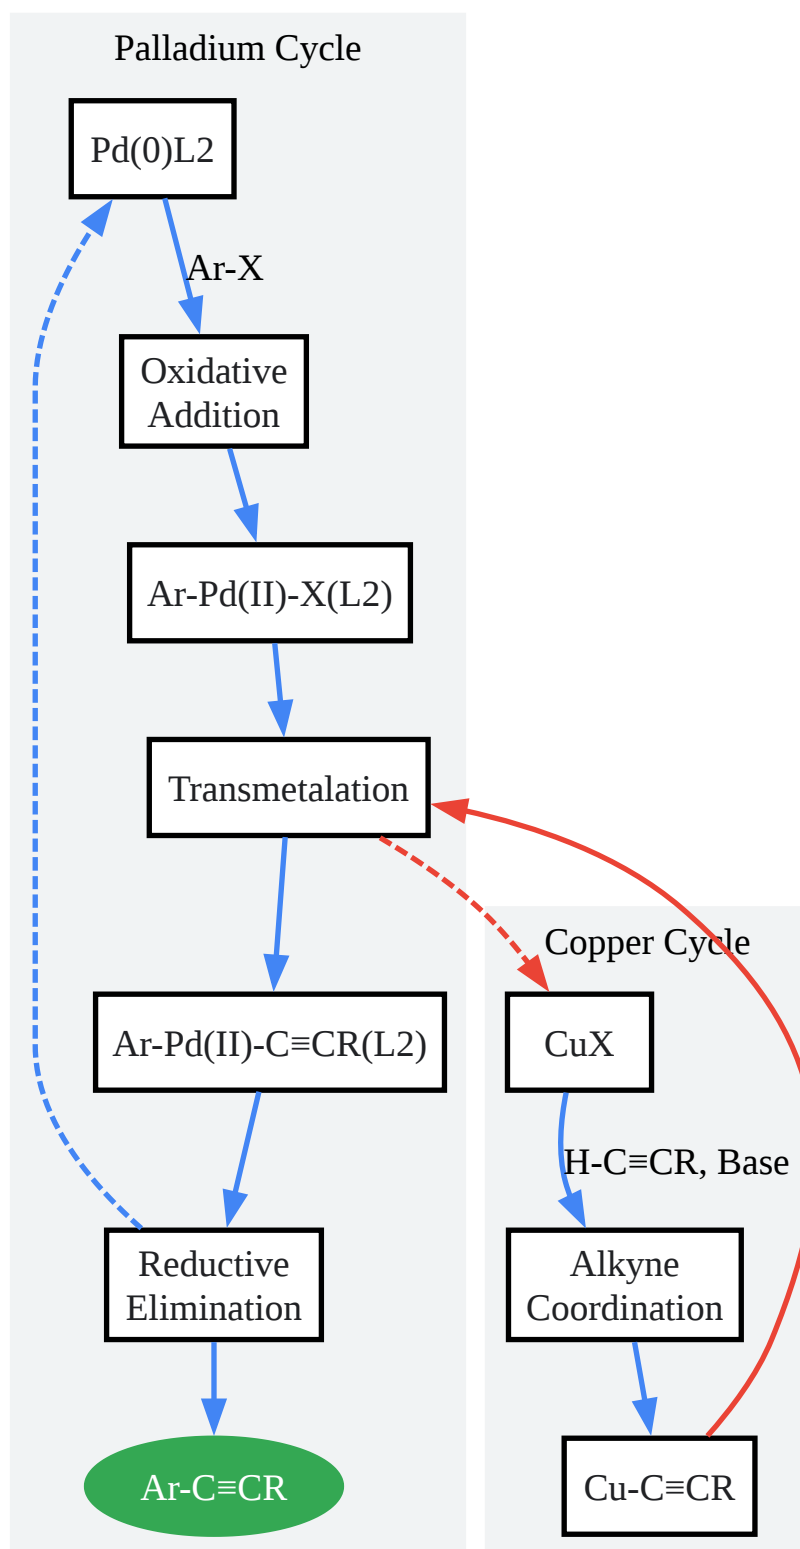 Palladium Cycle
Pd(0)L2
Ar-X
Oxidative
Addition
Ar-Pd(II)-X(L2)
Transmetalation
Ar-Pd(II)-C≡CR(L2)
Reductive
Elimination
Ar-C≡CR
Copper Cycle
CuX
H-C≡CR, Base
Alkyne
Coordination
Cu-C≡CR